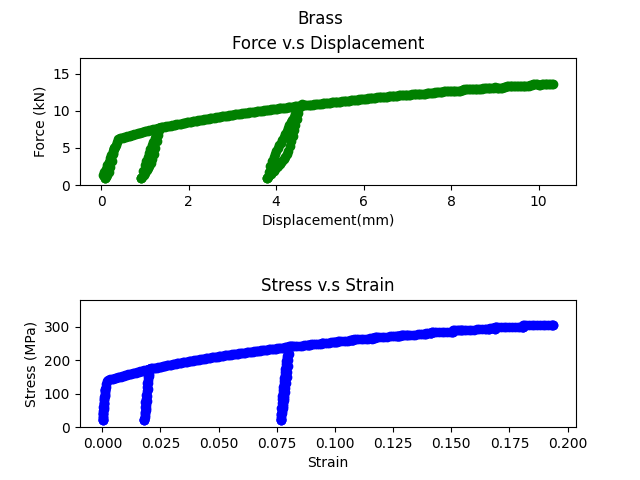 Brass
Force v.s Displacement
Force (kN)
15
10
5
0
0 2 4 6 8 10
Displacement(mm)
Stress v.s Strain
Stress (MPa)
300
200
100
0
0.000 0.025 0.050 0.075 0.100 0.125 0.150 0.175 0.200
Strain